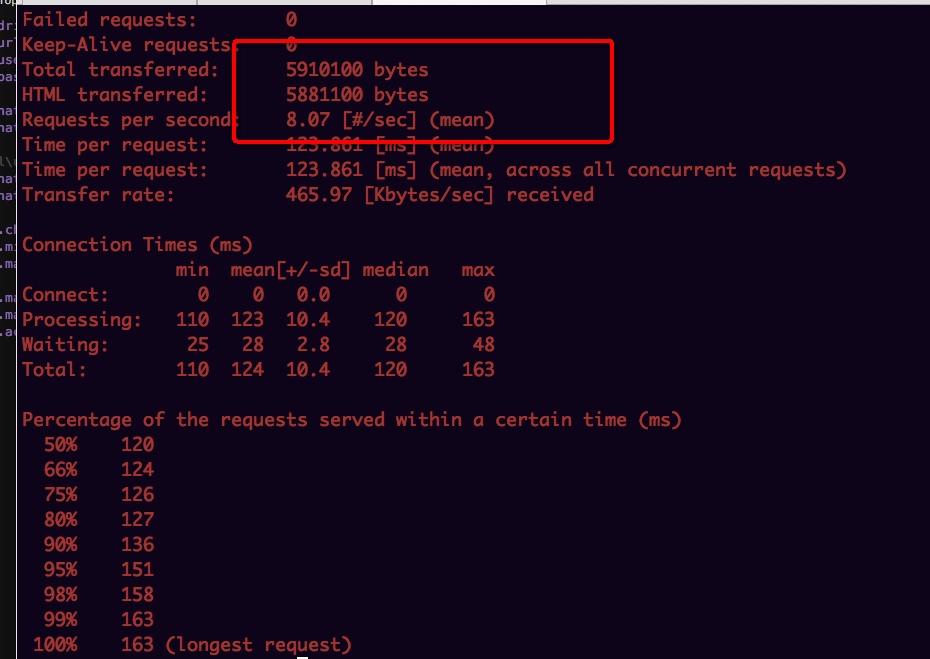 Failed requests:        0
Keep-Alive requests:    0
Total transferred:      5910100 bytes
HTML transferred:       5881100 bytes
Requests per second:    8.07 [#/sec] (mean)
Time per request:       123.861 [ms] (mean)
Time per request:       123.861 [ms] (mean, across all concurrent requests)
Transfer rate:          465.97 [Kbytes/sec] received

Connection Times (ms)
              min  mean[+/-sd] median   max
Connect:        0    0   0.0      0       0
Processing:   110  123  10.4    120     163
Waiting:       25   28   2.8     28      48
Total:        110  124  10.4    120     163

Percentage of the requests served within a certain time (ms)
  50%    120
  66%    124
  75%    126
  80%    127
  90%    136
  95%    151
  98%    158
  99%    163
 100%    163 (longest request)